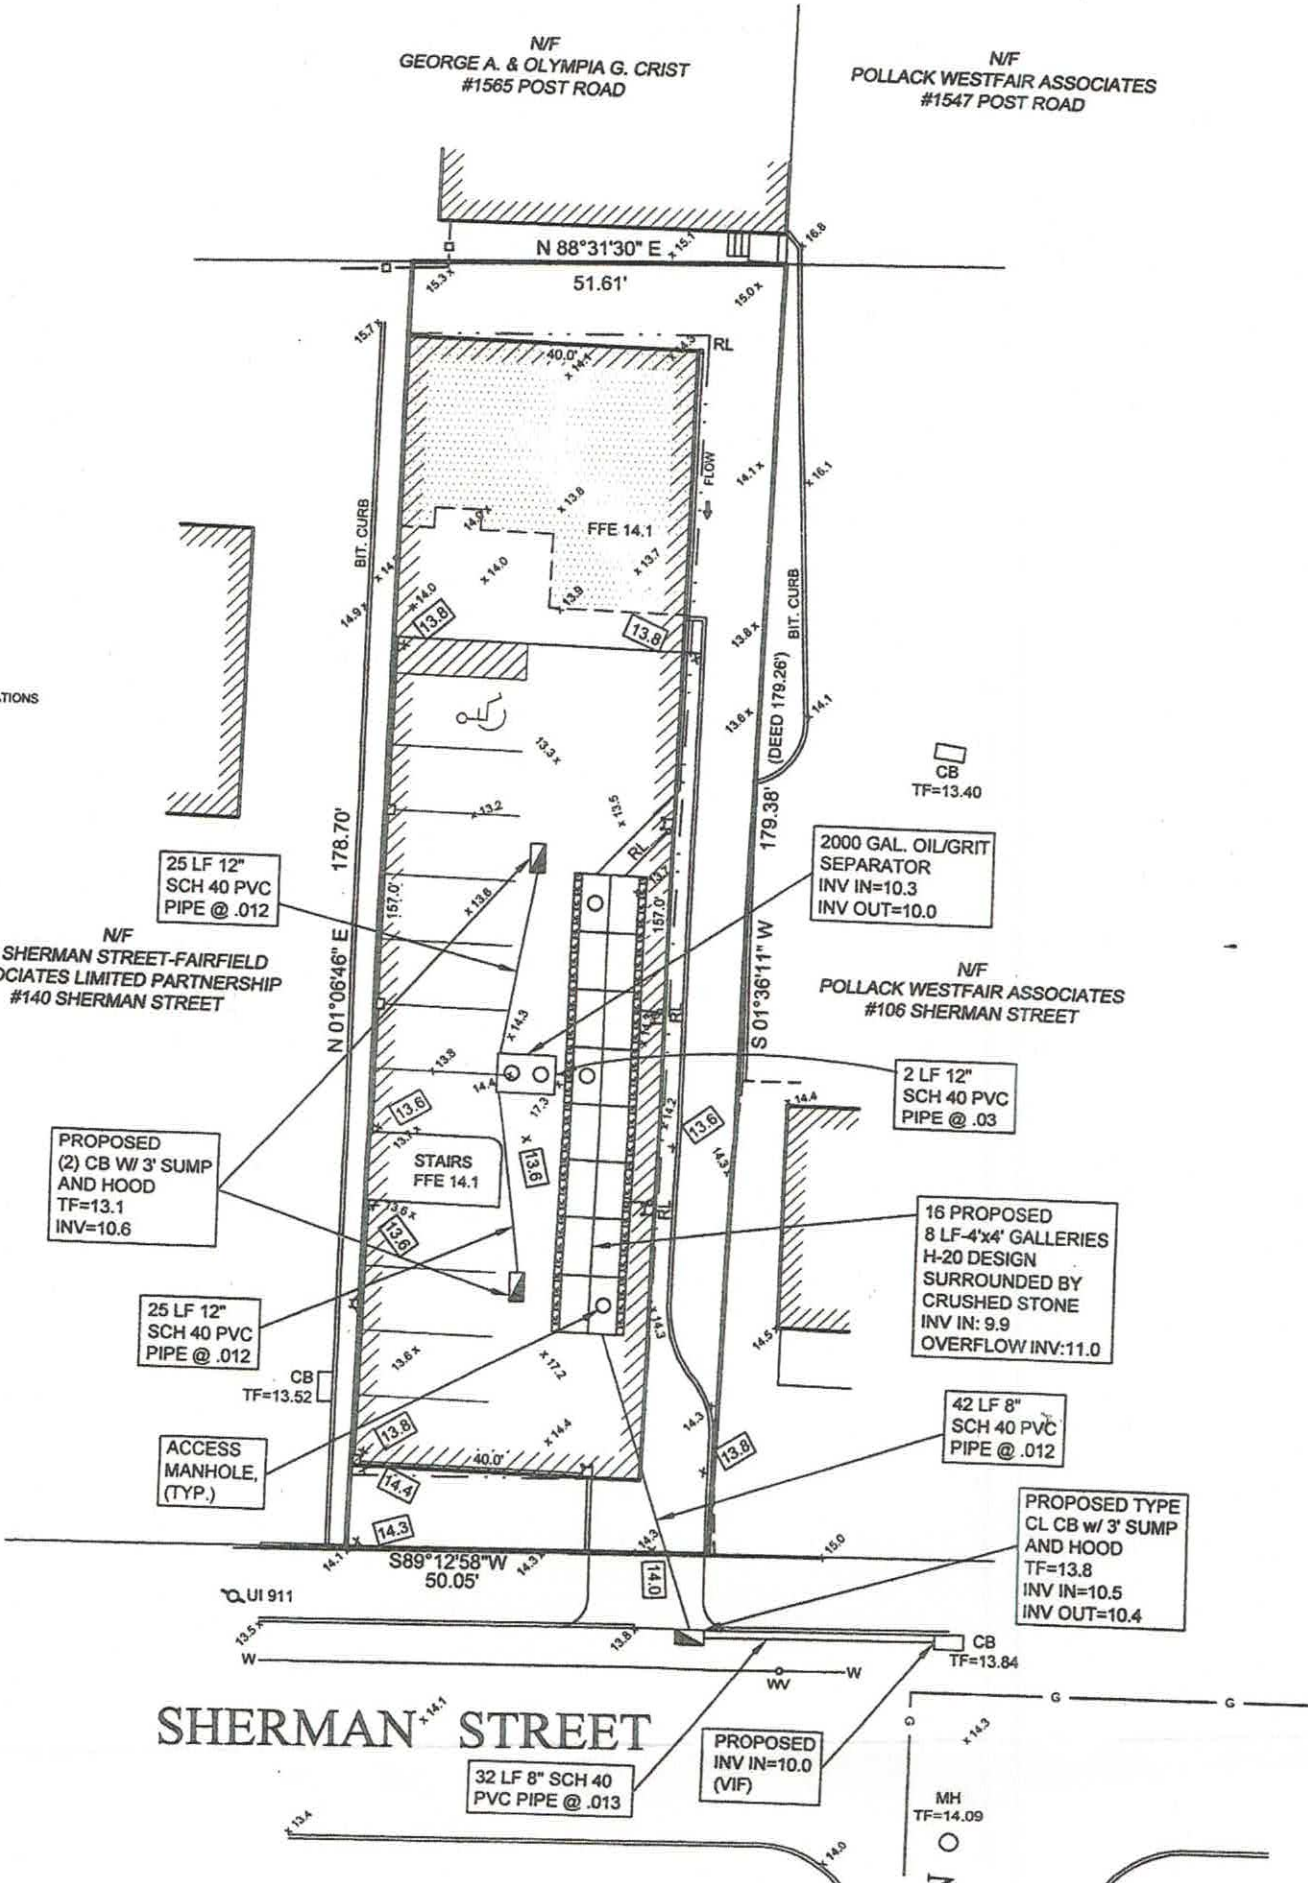 N/F
GEORGE A. & OLYMPIA G. CRIST
#1565 POST ROAD
N/F
POLLACK WESTFAIR ASSOCIATES
#1547 POST ROAD
16.8
N 88°31'30" E
15.1
51.61'
15.3
15.0
15.7
RL
14.3
40.0'
14.1
FLOW
14.1
16.1
13.8
14.0
FFE 14.1
BIT. CURB
14.0
13.7
13.9
14.0
14.9
13.8
13.8
13.8
BIT. CURB
TIONS
(DEED 179.26')
13.6
14.1
13.3
CB
TF=13.40
13.2
13.5
RL
178.70'
179.38'
2000 GAL. OIL/GRIT
SEPARATOR
INV IN=10.3
INV OUT=10.0
25 LF 12"
SCH 40 PVC
PIPE @ .012
13.7
13.6
157.0'
157.0'
N/F
SHERMAN STREET-FAIRFIELD
OCIATES LIMITED PARTNERSHIP
#140 SHERMAN STREET
N 01°06'46" E
S 01°36'11" W
N/F
POLLACK WESTFAIR ASSOCIATES
#106 SHERMAN STREET
14.3
RL
13.8
14.4
17.3
2 LF 12"
SCH 40 PVC
PIPE @ .03
14.4
13.6
14.2
13.6
13.7
PROPOSED
(2) CB W/ 3' SUMP
AND HOOD
TF=13.1
INV=10.6
STAIRS
FFE 14.1
13.6
14.3
13.6
13.6
RL
16 PROPOSED
8 LF-4'x4' GALLERIES
H-20 DESIGN
SURROUNDED BY
CRUSHED STONE
INV IN: 9.9
OVERFLOW INV:11.0
25 LF 12"
SCH 40 PVC
PIPE @ .012
14.3
14.5
13.6
17.2
CB
TF=13.52
42 LF 8"
SCH 40 PVC
PIPE @ .012
14.3
13.8
14.4
13.8
ACCESS
MANHOLE,
(TYP.)
40.0'
14.4
14.3
PROPOSED TYPE
CL CB w/ 3' SUMP
AND HOOD
TF=13.8
INV IN=10.5
INV OUT=10.4
14.1
S89°12'58"W
50.05'
14.3
14.3
14.0
15.0
UI 911
13.5
13.8
CB
TF=13.84
W
WV
W
SHERMAN STREET
14.1
G
G
G
14.3
PROPOSED
INV IN=10.0
(VIF)
32 LF 8" SCH 40
PVC PIPE @ .013
MH
TF=14.09
13.4
14.0